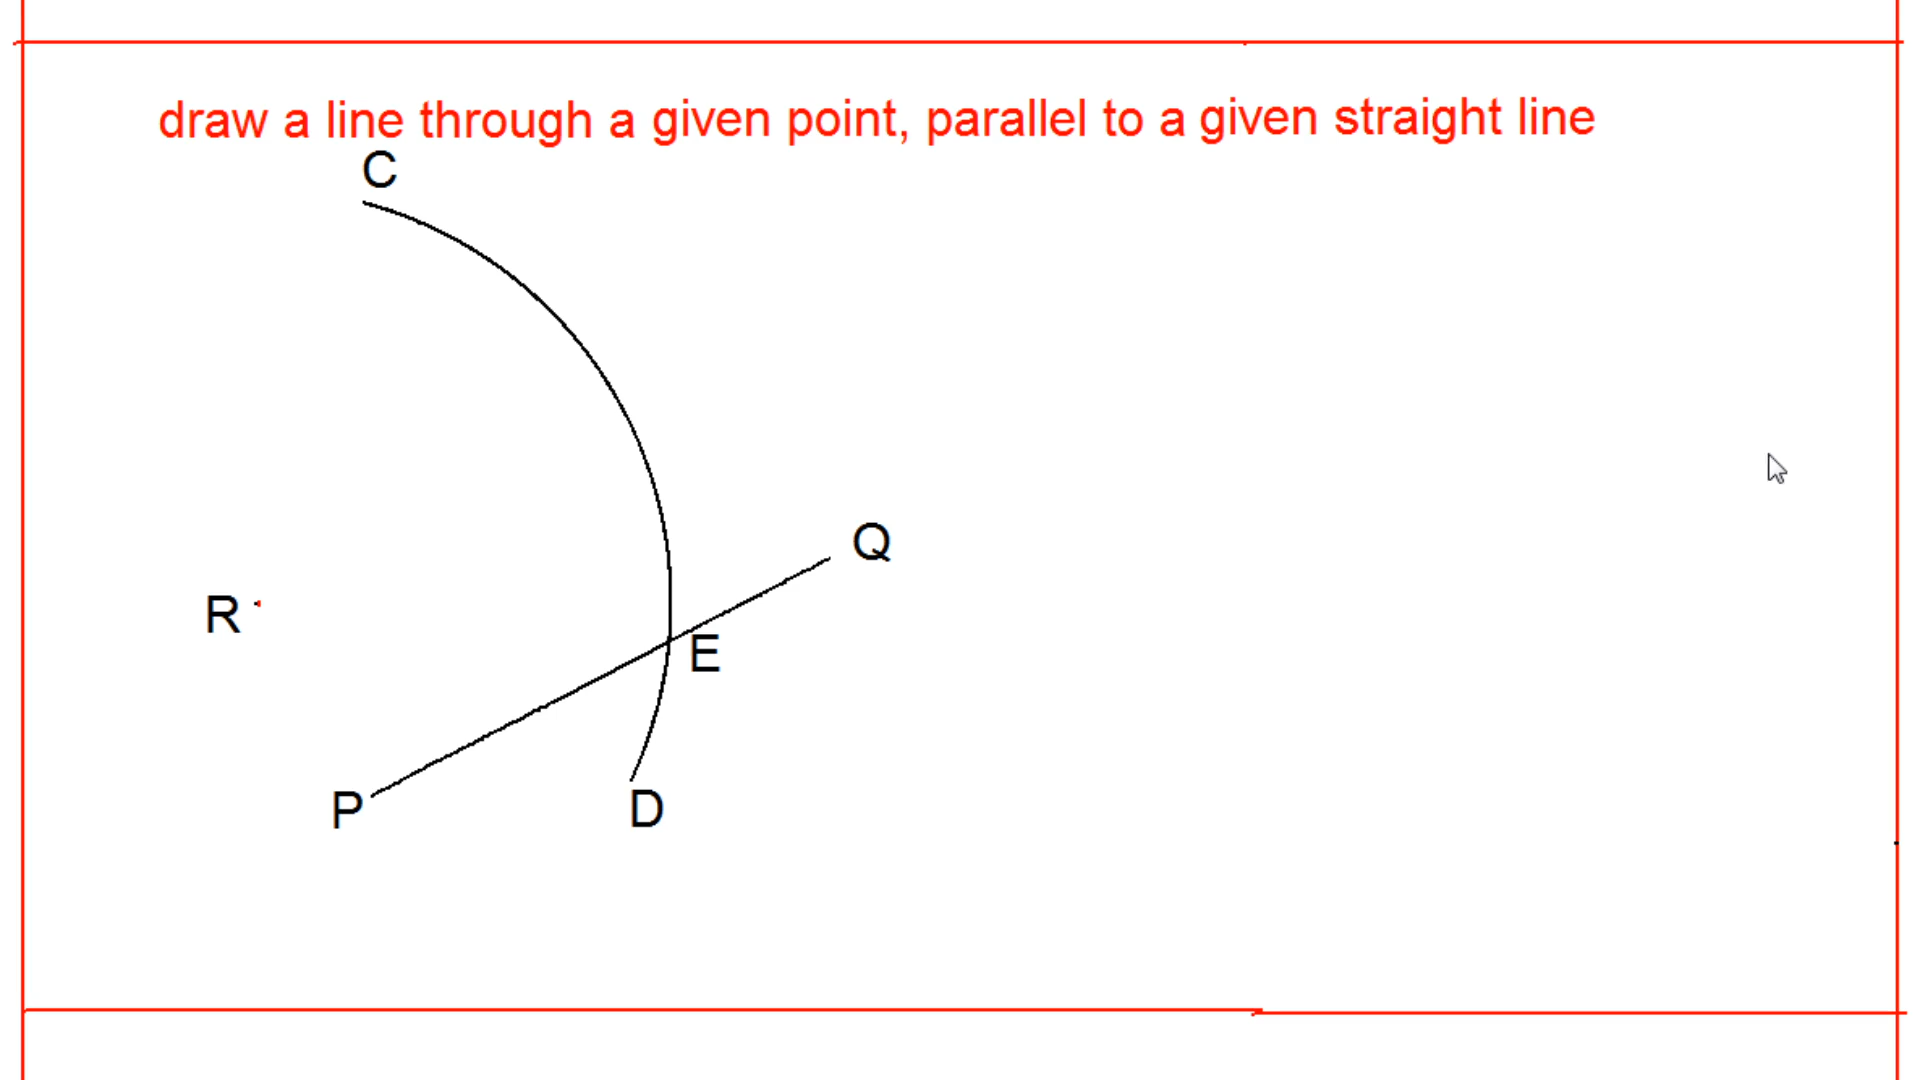 draw a line through a given point, parallel to a given straight line
C
Q
R
E
P
D